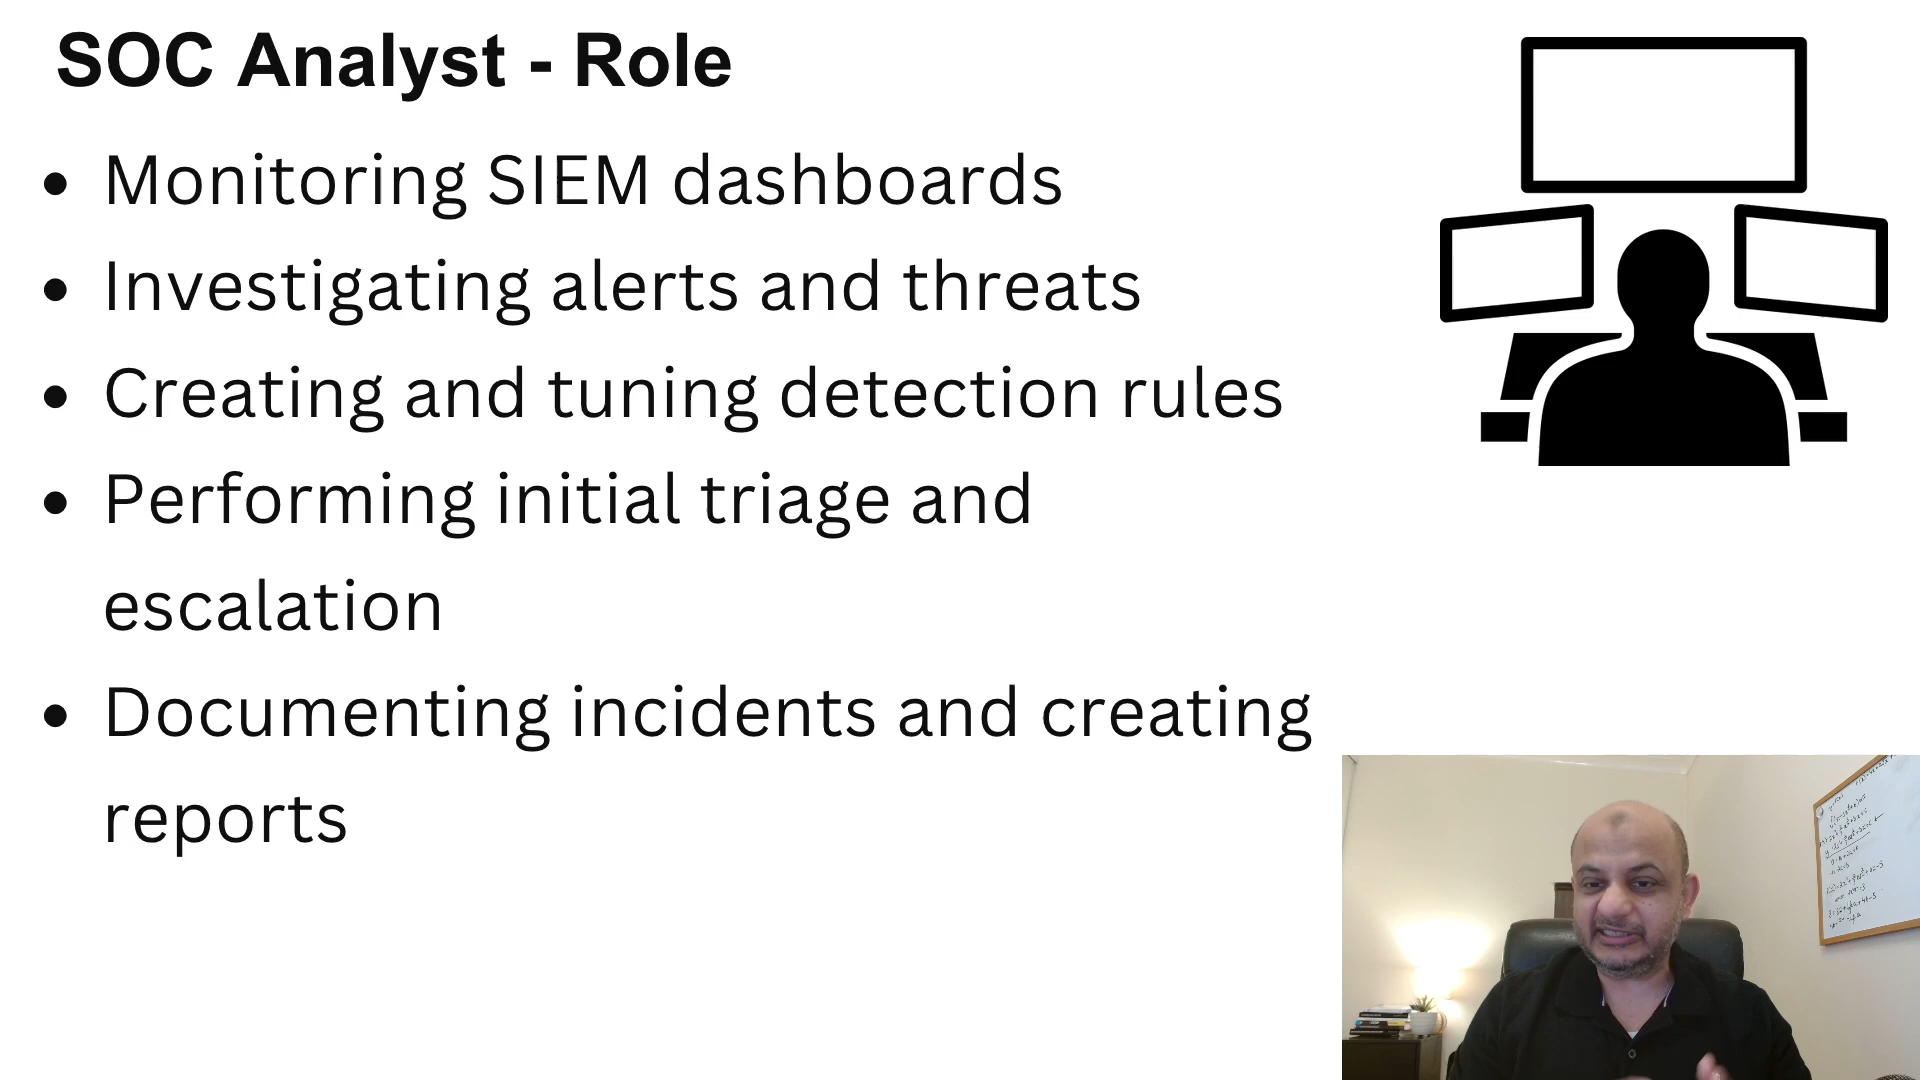 SOC Analyst - Role
• Monitoring SIEM dashboards
• Investigating alerts and threats
• Creating and tuning detection rules
• Performing initial triage and
escalation
• Documenting incidents and creating
reports